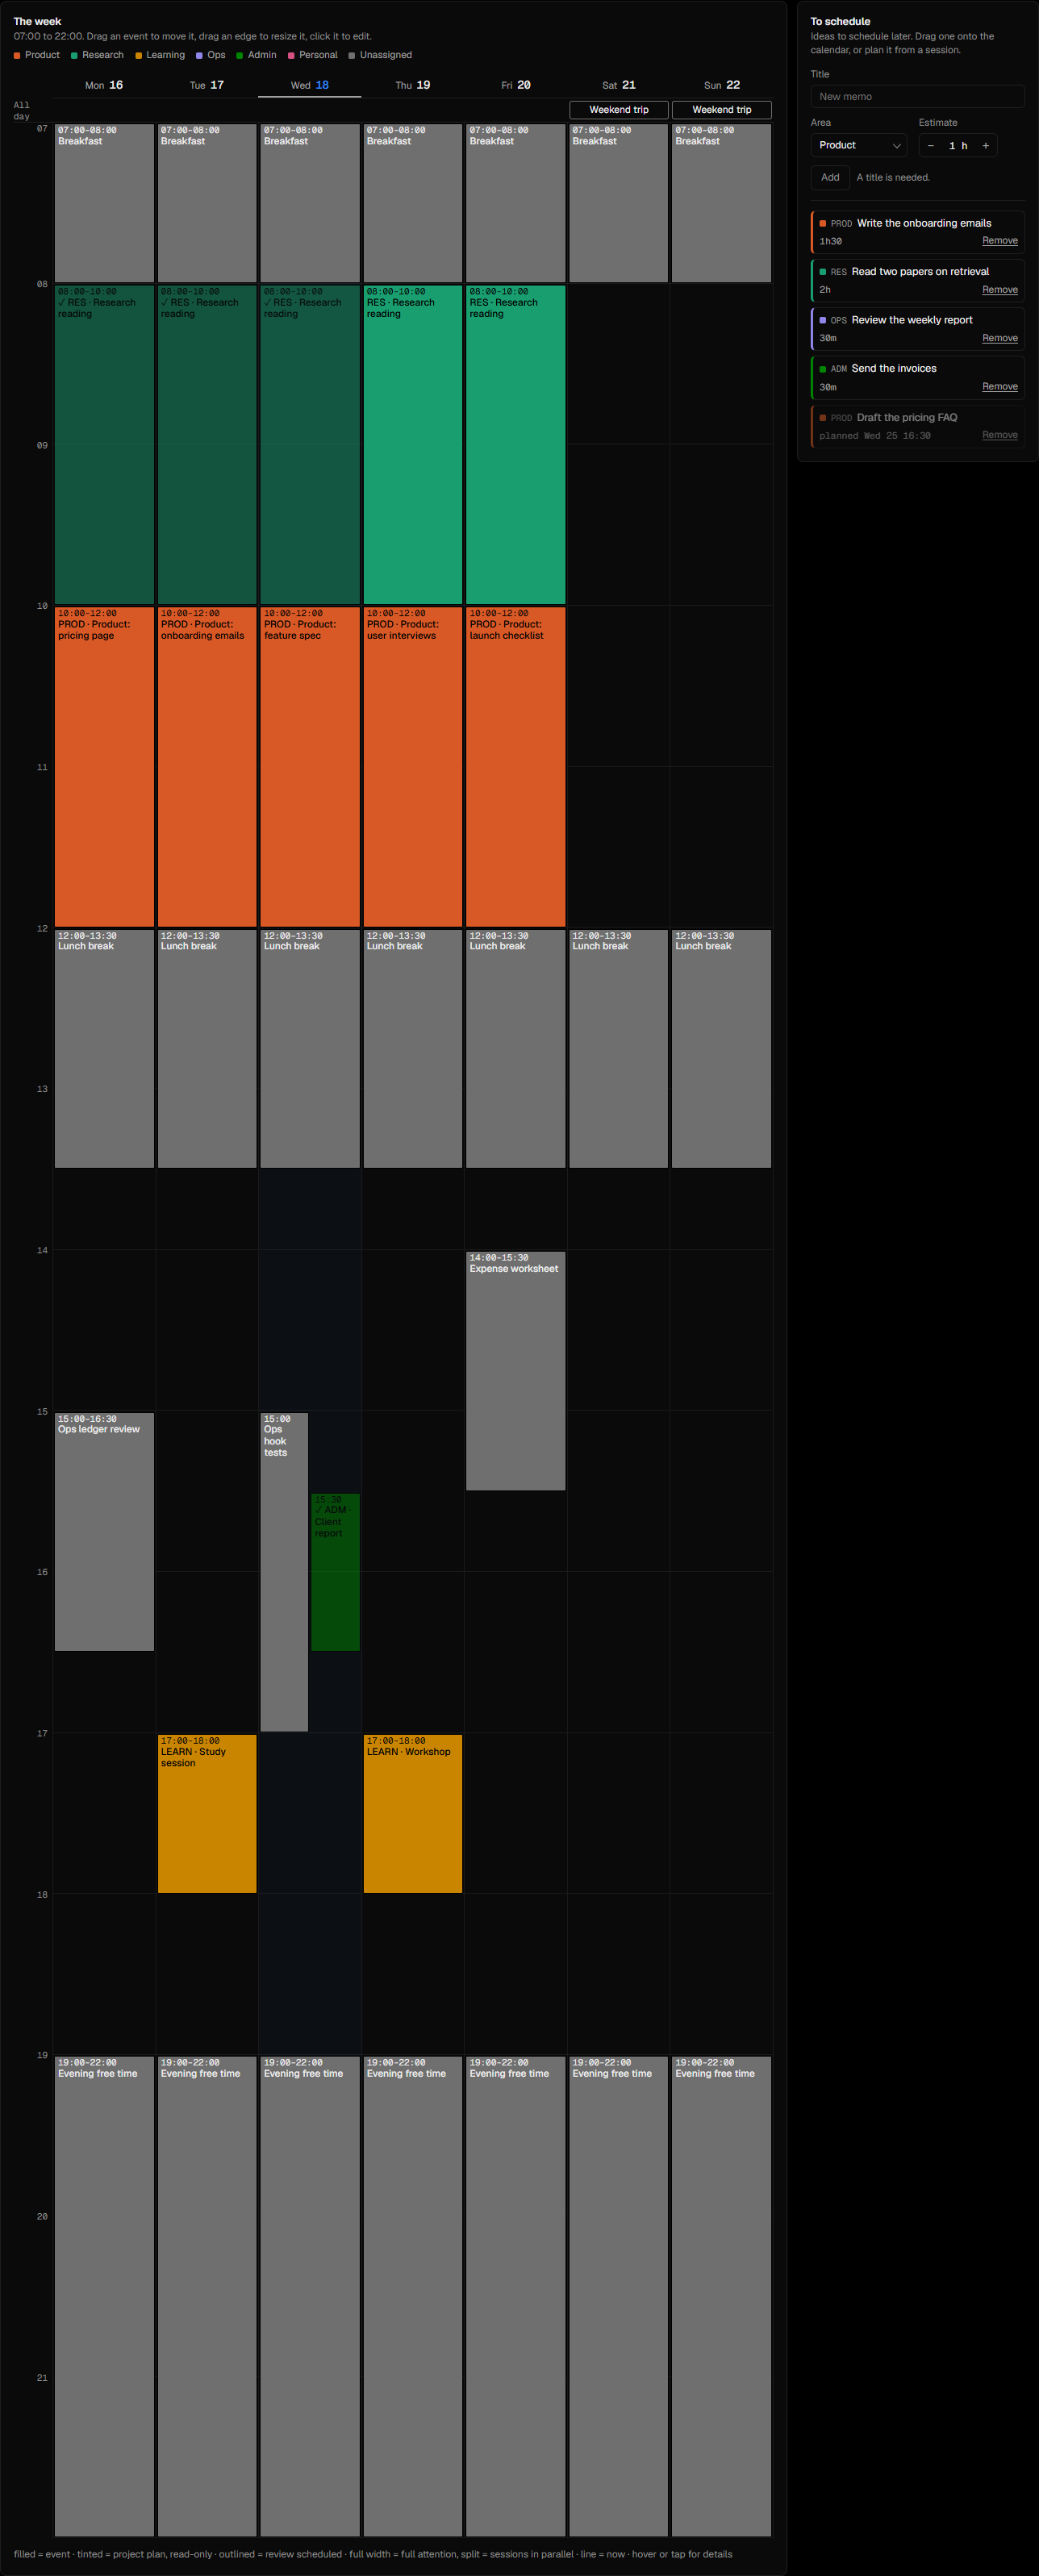 The week
07:00 to 22:00. Drag an event to move it, drag an edge to resize it, click it to edit.
Product Research Learning Ops Admin Personal Unassigned
Mon 16 Tue 17 Wed 18 Thu 19 Fri 20 Sat 21 Sun 22
All
day
Weekend trip Weekend trip
07
07:00-08:00 07:00-08:00 07:00-08:00 07:00-08:00 07:00-08:00 07:00-08:00 07:00-08:00
Breakfast Breakfast Breakfast Breakfast Breakfast Breakfast Breakfast
08
08:00-10:00 08:00-10:00 08:00-10:00 08:00-10:00 08:00-10:00
✓ RES · Research ✓ RES · Research ✓ RES · Research RES · Research RES · Research
reading reading reading reading reading
09
10
10:00-12:00 10:00-12:00 10:00-12:00 10:00-12:00 10:00-12:00
PROD · Product: PROD · Product: PROD · Product: PROD · Product: PROD · Product:
pricing page onboarding emails feature spec user interviews launch checklist
11
12
12:00-13:30 12:00-13:30 12:00-13:30 12:00-13:30 12:00-13:30 12:00-13:30 12:00-13:30
Lunch break Lunch break Lunch break Lunch break Lunch break Lunch break Lunch break
13
14
14:00-15:30
Expense worksheet
15
15:00-16:30 15:00
Ops ledger review Ops
hook
tests
15:30
✓ ADM ·
Client
report
16
17
17:00-18:00 17:00-18:00
LEARN · Study LEARN · Workshop
session
18
19
19:00-22:00 19:00-22:00 19:00-22:00 19:00-22:00 19:00-22:00 19:00-22:00 19:00-22:00
Evening free time Evening free time Evening free time Evening free time Evening free time Evening free time Evening free time
20
21
filled = event · tinted = project plan, read-only · outlined = review scheduled · full width = full attention, split = sessions in parallel · line = now · hover or tap for details
To schedule
Ideas to schedule later. Drag one onto the
calendar, or plan it from a session.
Title
New memo
Area Estimate
Product − 1 h +
Add A title is needed.
PROD Write the onboarding emails
1h30 Remove
RES Read two papers on retrieval
2h Remove
OPS Review the weekly report
30m Remove
ADM Send the invoices
30m Remove
PROD Draft the pricing FAQ
planned Wed 25 16:30 Remove